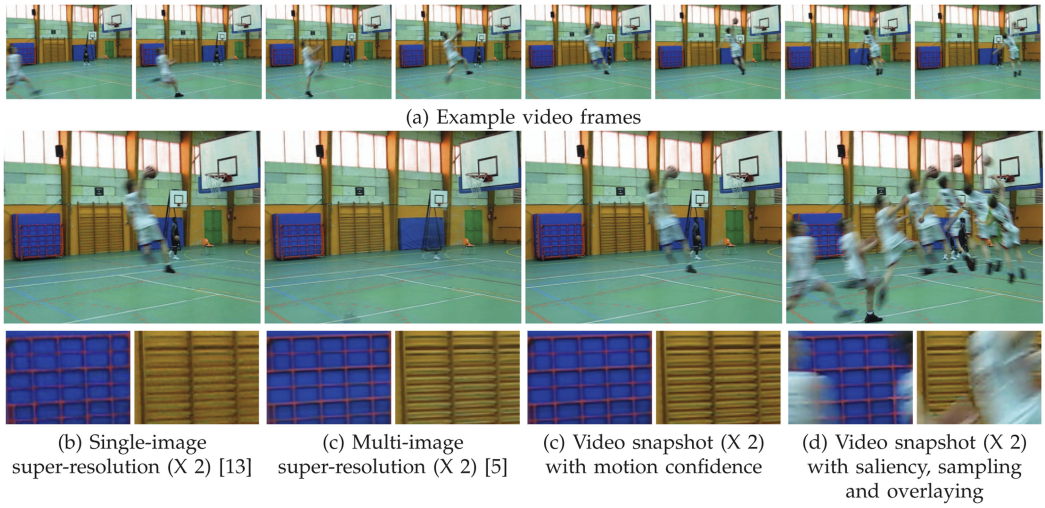 (a) Example video frames
(b) Single-image
super-resolution (X 2) [13]
(c) Multi-image
super-resolution (X 2) [5]
(c) Video snapshot (X 2)
with motion confidence
(d) Video snapshot (X 2)
with saliency, sampling
and overlaying